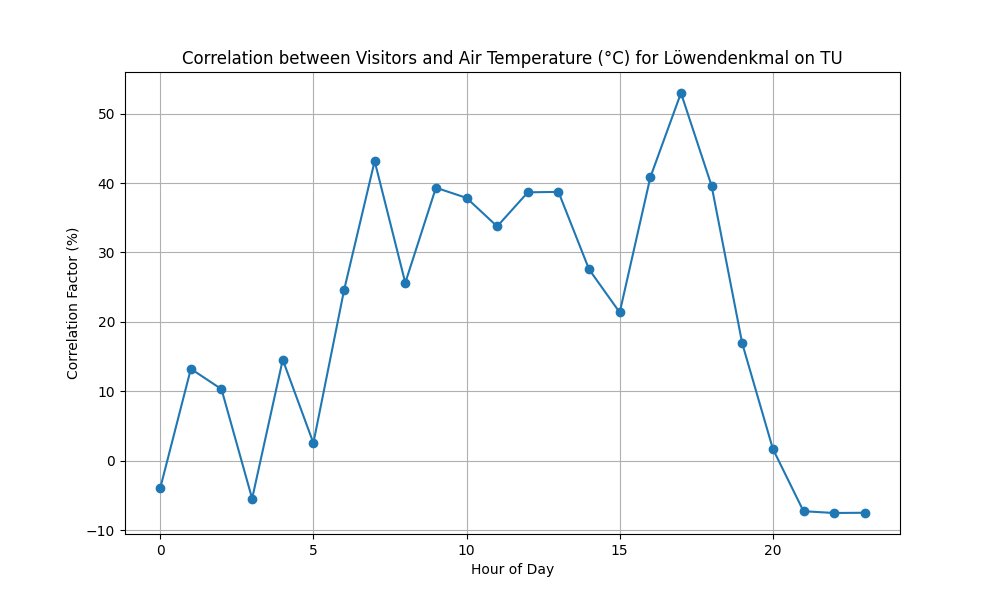 Correlation between Visitors and Air Temperature (°C) for Löwendenkmal on TU
Correlation Factor (%)
50
40
30
20
10
0
−10
0 5 10 15 20
Hour of Day